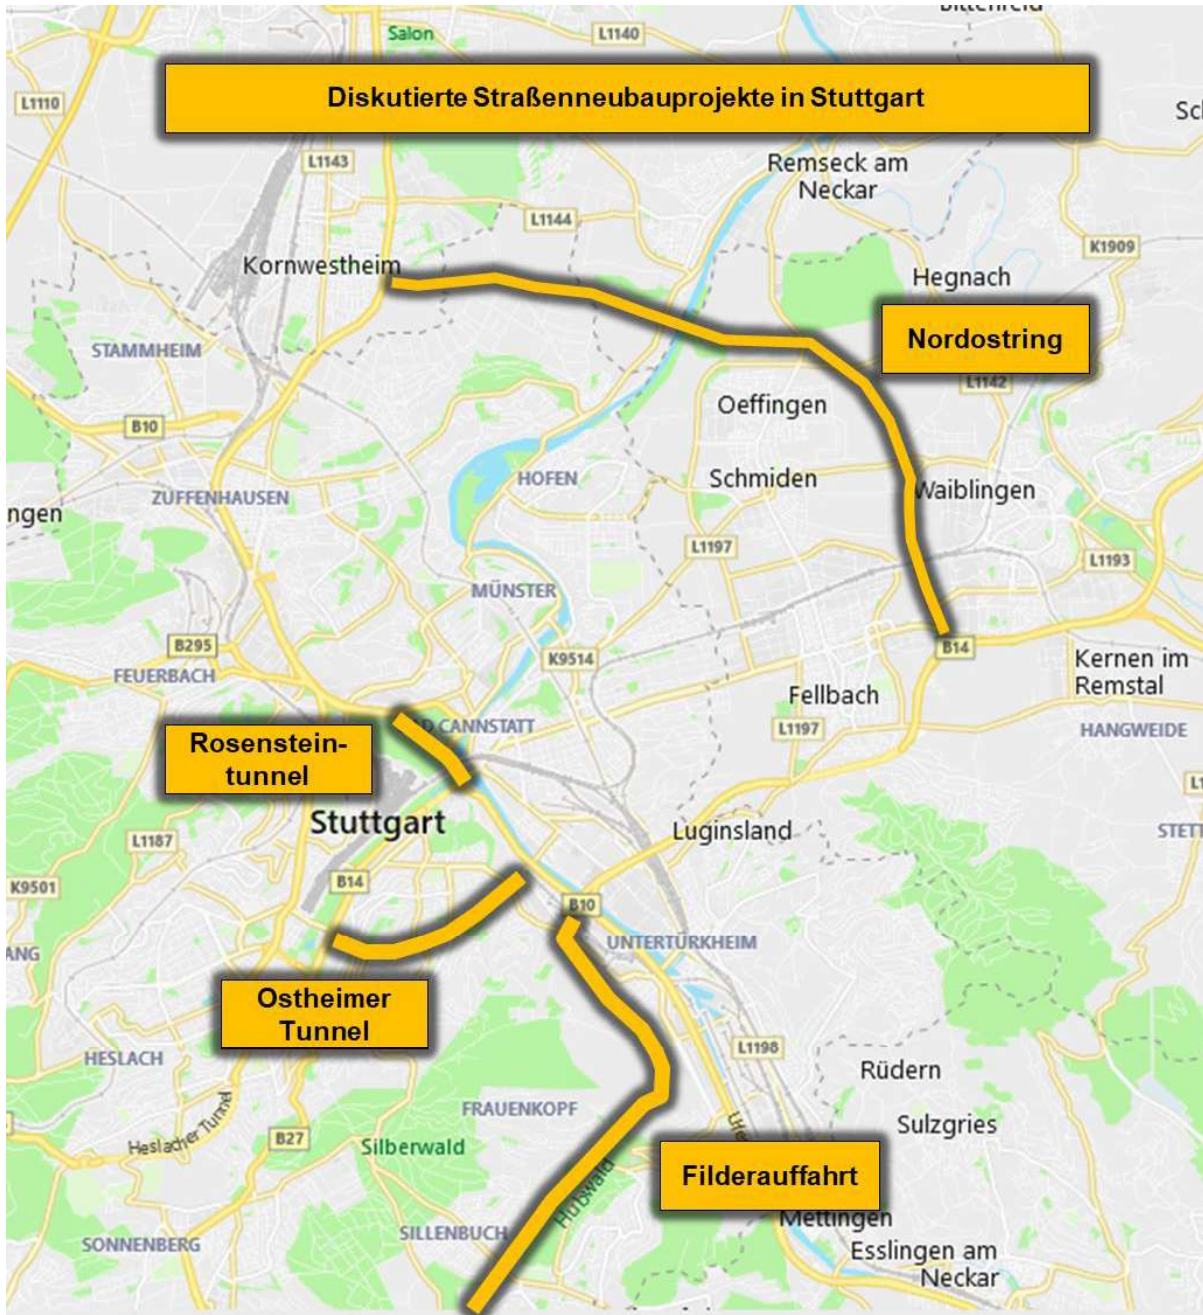 Salon
L1140
Diskutierte Straßenneubauprojekte in Stuttgart
L1110
L1143
Remseck am
Neckar
L1144
K1909
Kornwestheim
Hegnach
Nordostring
STAMMHEIM
L1142
Oeffingen
B10
HOFEN
Schmiden
Waiblingen
ZUFFENHAUSEN
ngen
L1197
L1193
MÜNSTER
B295
K9514
B14
Kernen im
Remstal
FEUERBACH
Fellbach
D CANNSTATT
L1197
HANGWEIDE
Rosenstein-
tunnel
Stuttgart
Luginsland
L1187
STETT
B14
K9501
B10
UNTERTÜRKHEIM
ANG
Ostheimer
Tunnel
L1198
HESLACH
Rüdern
FRAUENKOPF
Sulzgries
Heslacher Tunnel
B27
Silberwald
Filderauffahrt
Hubwald
Mettingen
SILLENBUCH
SONNENBERG
Esslingen am
Neckar